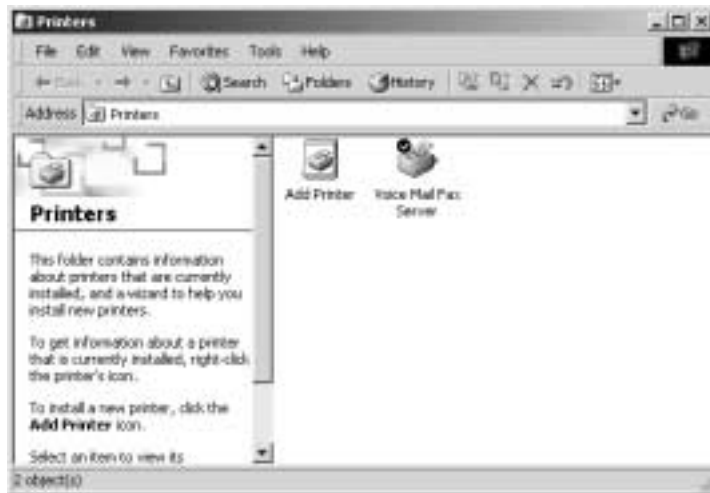 Printers
File Edit View Favorites Tools Help
Back Search Folders History
Address Printers Go
Add Printer
Voice Mail Fax
Server
Printers
This folder contains information
about printers that are currently
installed, and a wizard to help you
install new printers.
To get information about a printer
that is currently installed, right-click
the printer's icon.
To install a new printer, click the
Add Printer icon.
Select an item to view its
2 object(s)